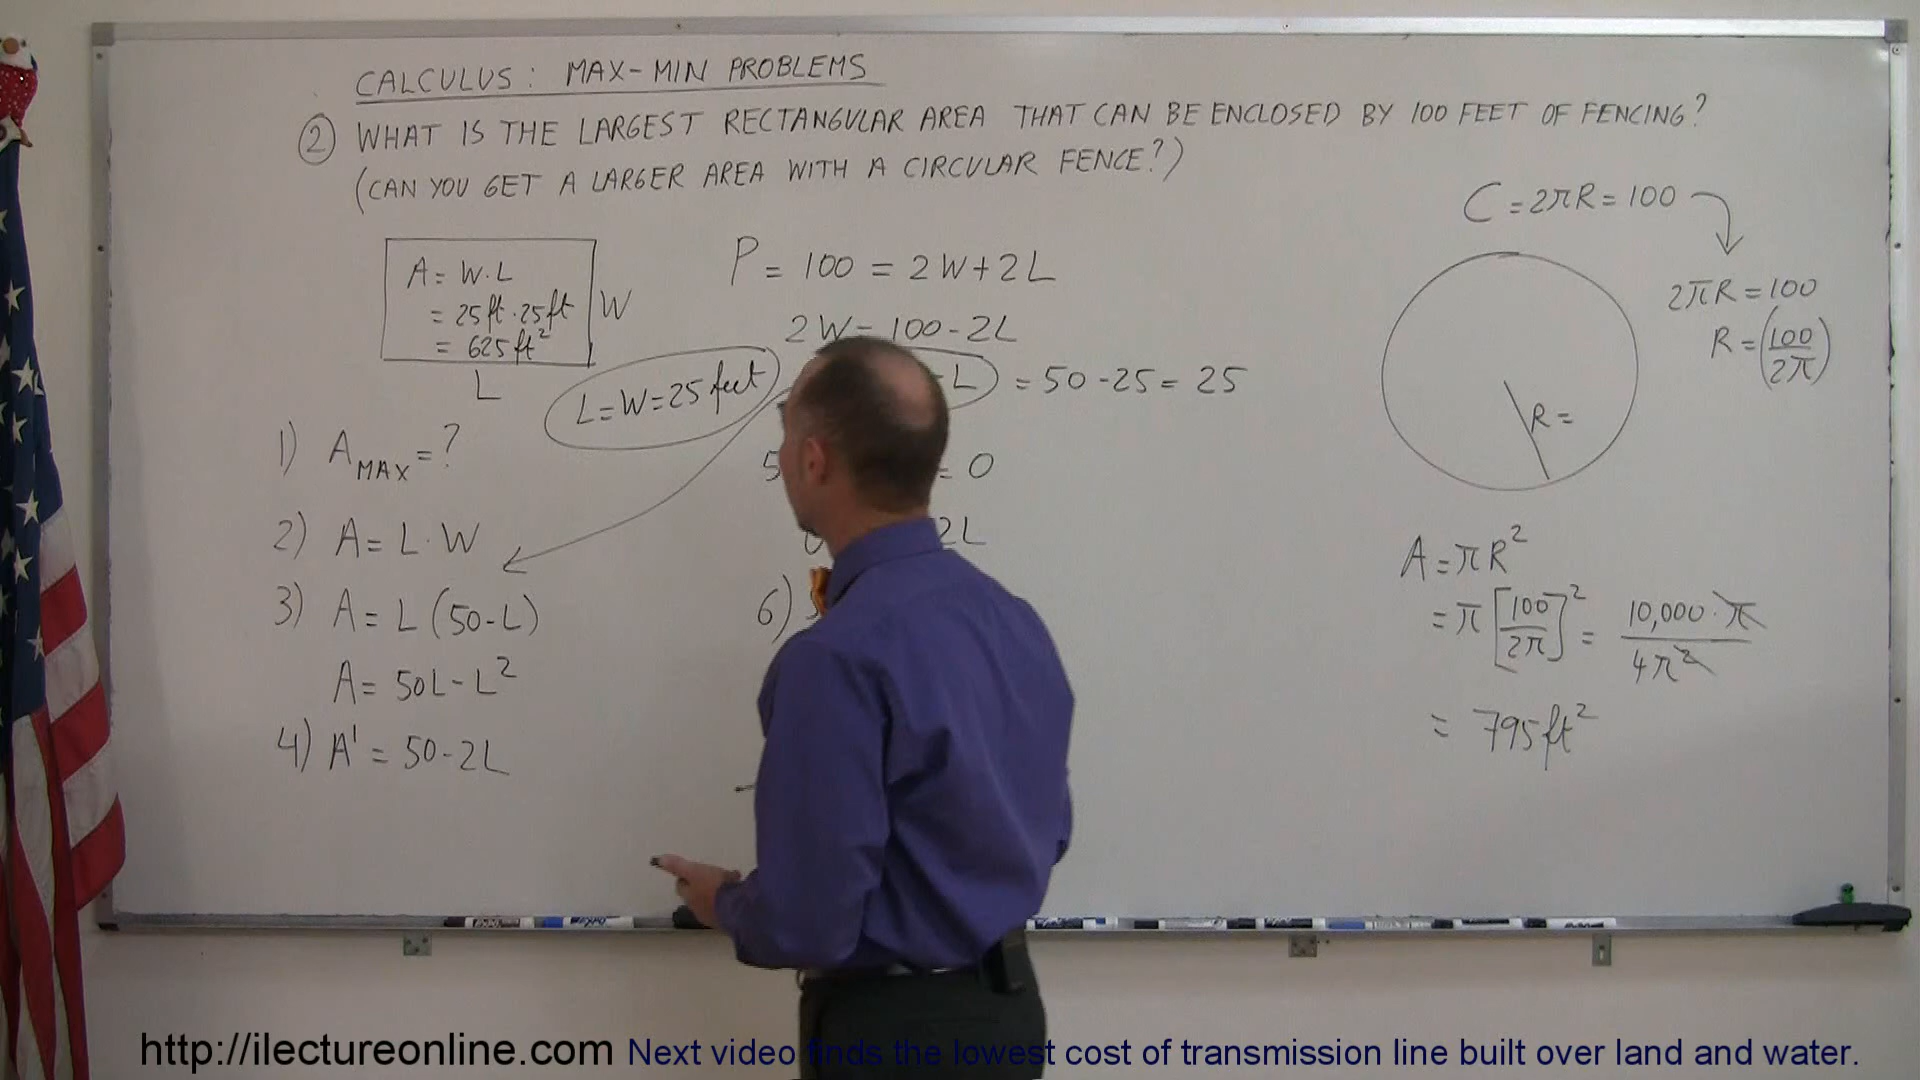 CALCULUS: MAX-MIN PROBLEMS
② WHAT IS THE LARGEST RECTANGULAR AREA THAT CAN BE ENCLOSED BY 100 FEET OF FENCING?
(CAN YOU GET A LARGER AREA WITH A CIRCULAR FENCE?)
A = W·L
= 25ft·25ft
= 625ft²
W
L
L=W=25 feet
1) A MAX = ?
2) A = L·W
3) A = L(50-L)
A = 50L - L²
4) A' = 50-2L
P = 100 = 2W+2L
2W = 100-2L
L = 50-25 = 25
= 0
2L
6)
C = 2πR = 100
2πR = 100
R = (100/2π)
R =
A = πR²
= π[100/2π]² = 10,000·π/4π²
= 795ft²
EXPO
http://ilectureonline.com Next video finds the lowest cost of transmission line built over land and water.